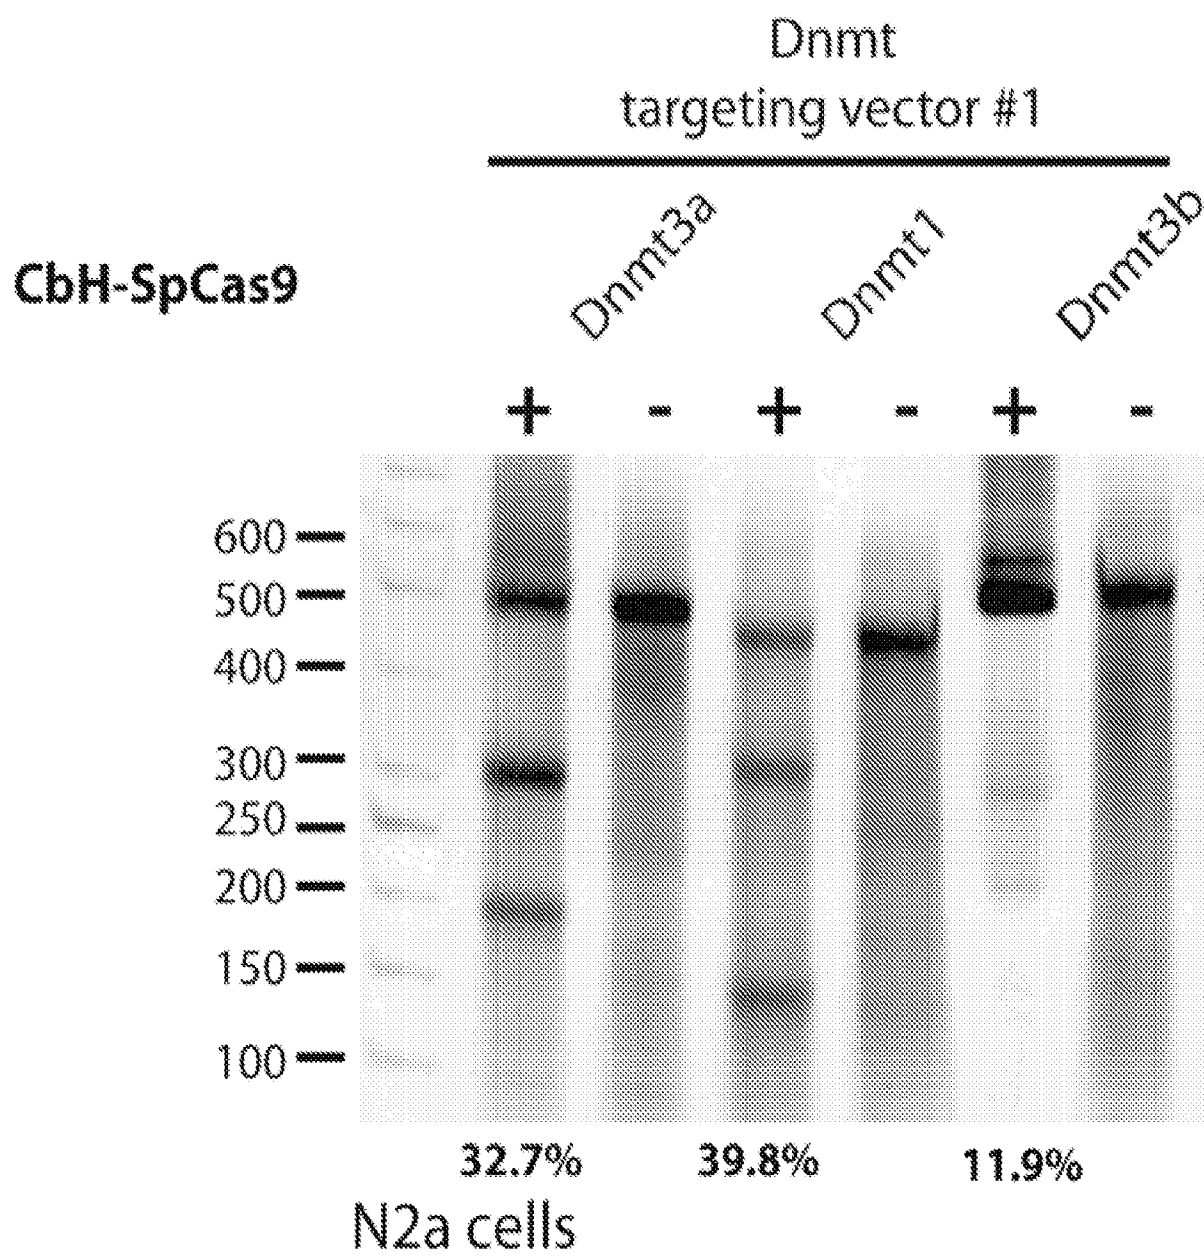 Dnmt
targeting vector #1
Dnmt3a
Dnmt1
Dnmt3b
CbH-SpCas9
+ - + - + -
600
500
400
300
250
200
150
100
32.7% 39.8% 11.9%
N2a cells